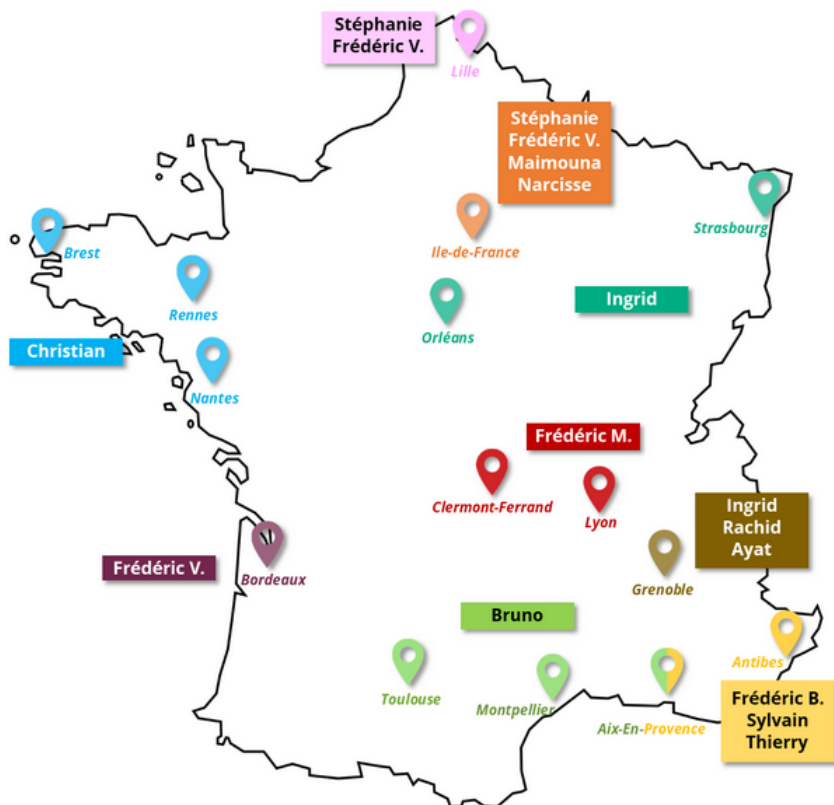 Stéphanie
Frédéric V.
Lille
Stéphanie
Frédéric V.
Maimouna
Narcisse
Strasbourg
Ile-de-France
Brest
Rennes
Ingrid
Orléans
Christian
Nantes
Frédéric M.
Clermont-Ferrand
Lyon
Ingrid
Rachid
Ayat
Frédéric V.
Bordeaux
Grenoble
Bruno
Antibes
Toulouse
Montpellier
Aix-En-Provence
Frédéric B.
Sylvain
Thierry